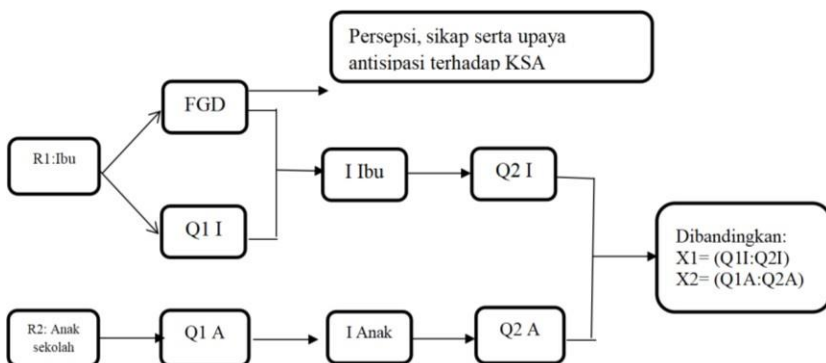 Persepsi, sikap serta upaya
antisipasi terhadap KSA
FGD
R1:Ibu
I Ibu
Q2 I
Q1 I
Dibandingkan:
X1= (Q1I:Q2I)
X2= (Q1A:Q2A)
R2: Anak
sekolah
Q1 A
I Anak
Q2 A